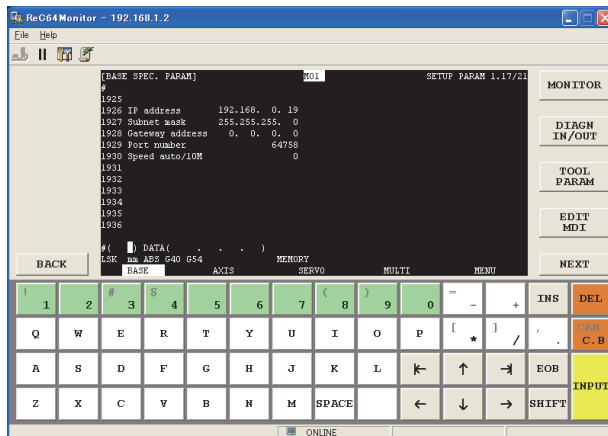 ReC64Monitor - 192.168.1.2
File Help
[BASE SPEC. PARAM] M01 SETUP PARAM 1.17/21
#
1925
1926 IP address 192.168. 0. 19
1927 Subnet mask 255.255.255. 0
1928 Gateway address 0. 0. 0. 0
1929 Port number 64758
1930 Speed auto/10M 0
1931
1932
1933
1934
1935
1936
#( ) DATA( . . . )
LSK mm ABS G40 G54 MEMORY
BASE AXIS SERVO MULTI MENU
MONITOR
DIAGN
IN/OUT
TOOL
PARAM
EDIT
MDI
BACK
NEXT
! 1 2 # 3 $ 4 5 6 7 ( 8 ) 9 0 = - + INS DEL
Q W E R T Y U I O P [ * ] / , . CAN C.B
A S D F G H J K L ⇤ ↑ ⇥ EOB INPUT
Z X C V B N M SPACE ← ↓ → SHIFT
ONLINE